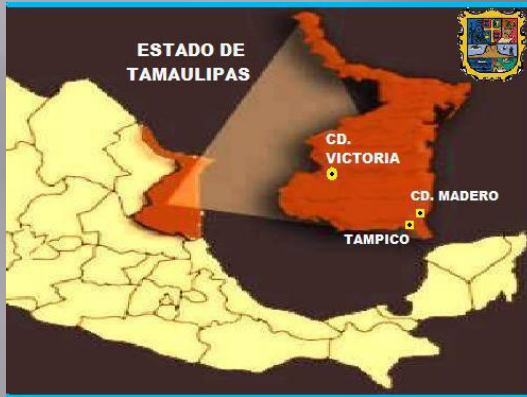 ESTADO DE
TAMAULIPAS
CD.
VICTORIA
CD. MADERO
TAMPICO